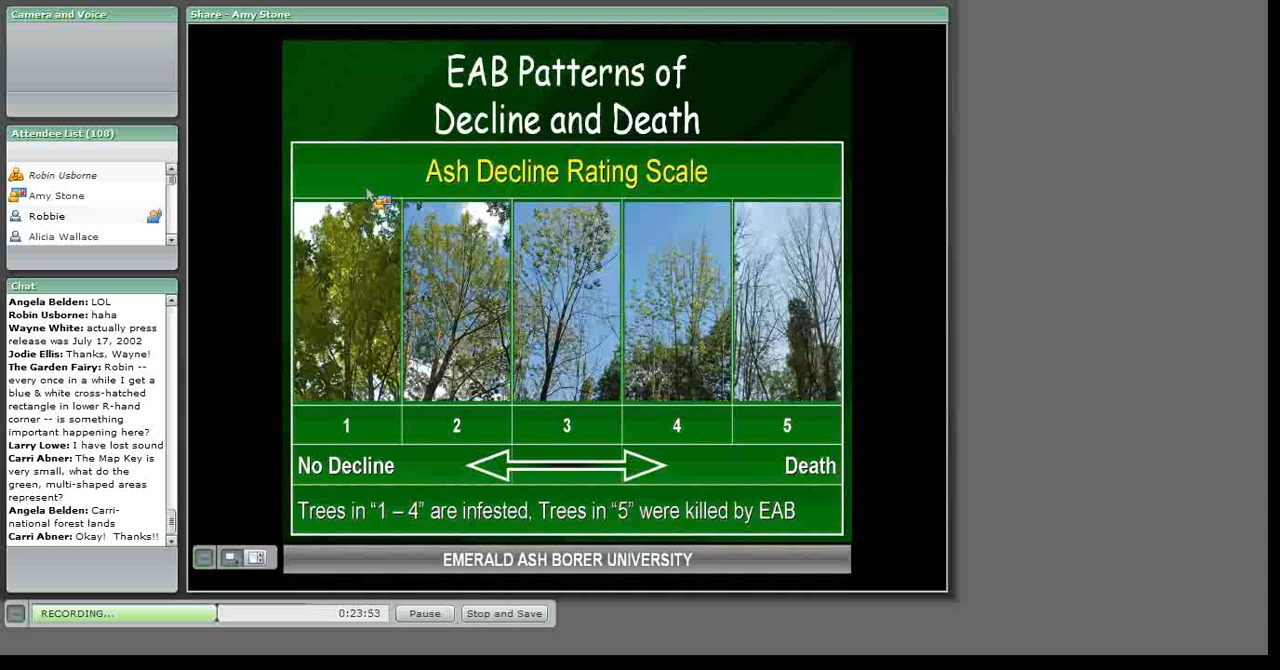 Camera and Voice
Share - Amy Stone
Attendee List (108)
Robin Usborne
Amy Stone
Robbie
Alicia Wallace
Chat
Angela Belden: LOL
Robin Usborne: haha
Wayne White: actually press
release was July 17, 2002
Jodie Ellis: Thanks, Wayne!
The Garden Fairy: Robin --
every once in a while I get a
blue & white cross-hatched
rectangle in lower R-hand
corner -- is something
important happening here?
Larry Lowe: I have lost sound
Carri Abner: The Map Key is
very small, what do the
green, multi-shaped areas
represent?
Angela Belden: Carri-
national forest lands
Carri Abner: Okay! Thanks!!
EAB Patterns of
Decline and Death
Ash Decline Rating Scale
1 2 3 4 5
No Decline Death
Trees in “1 – 4” are infested, Trees in “5” were killed by EAB
EMERALD ASH BORER UNIVERSITY
RECORDING... 0:23:53 Pause Stop and Save